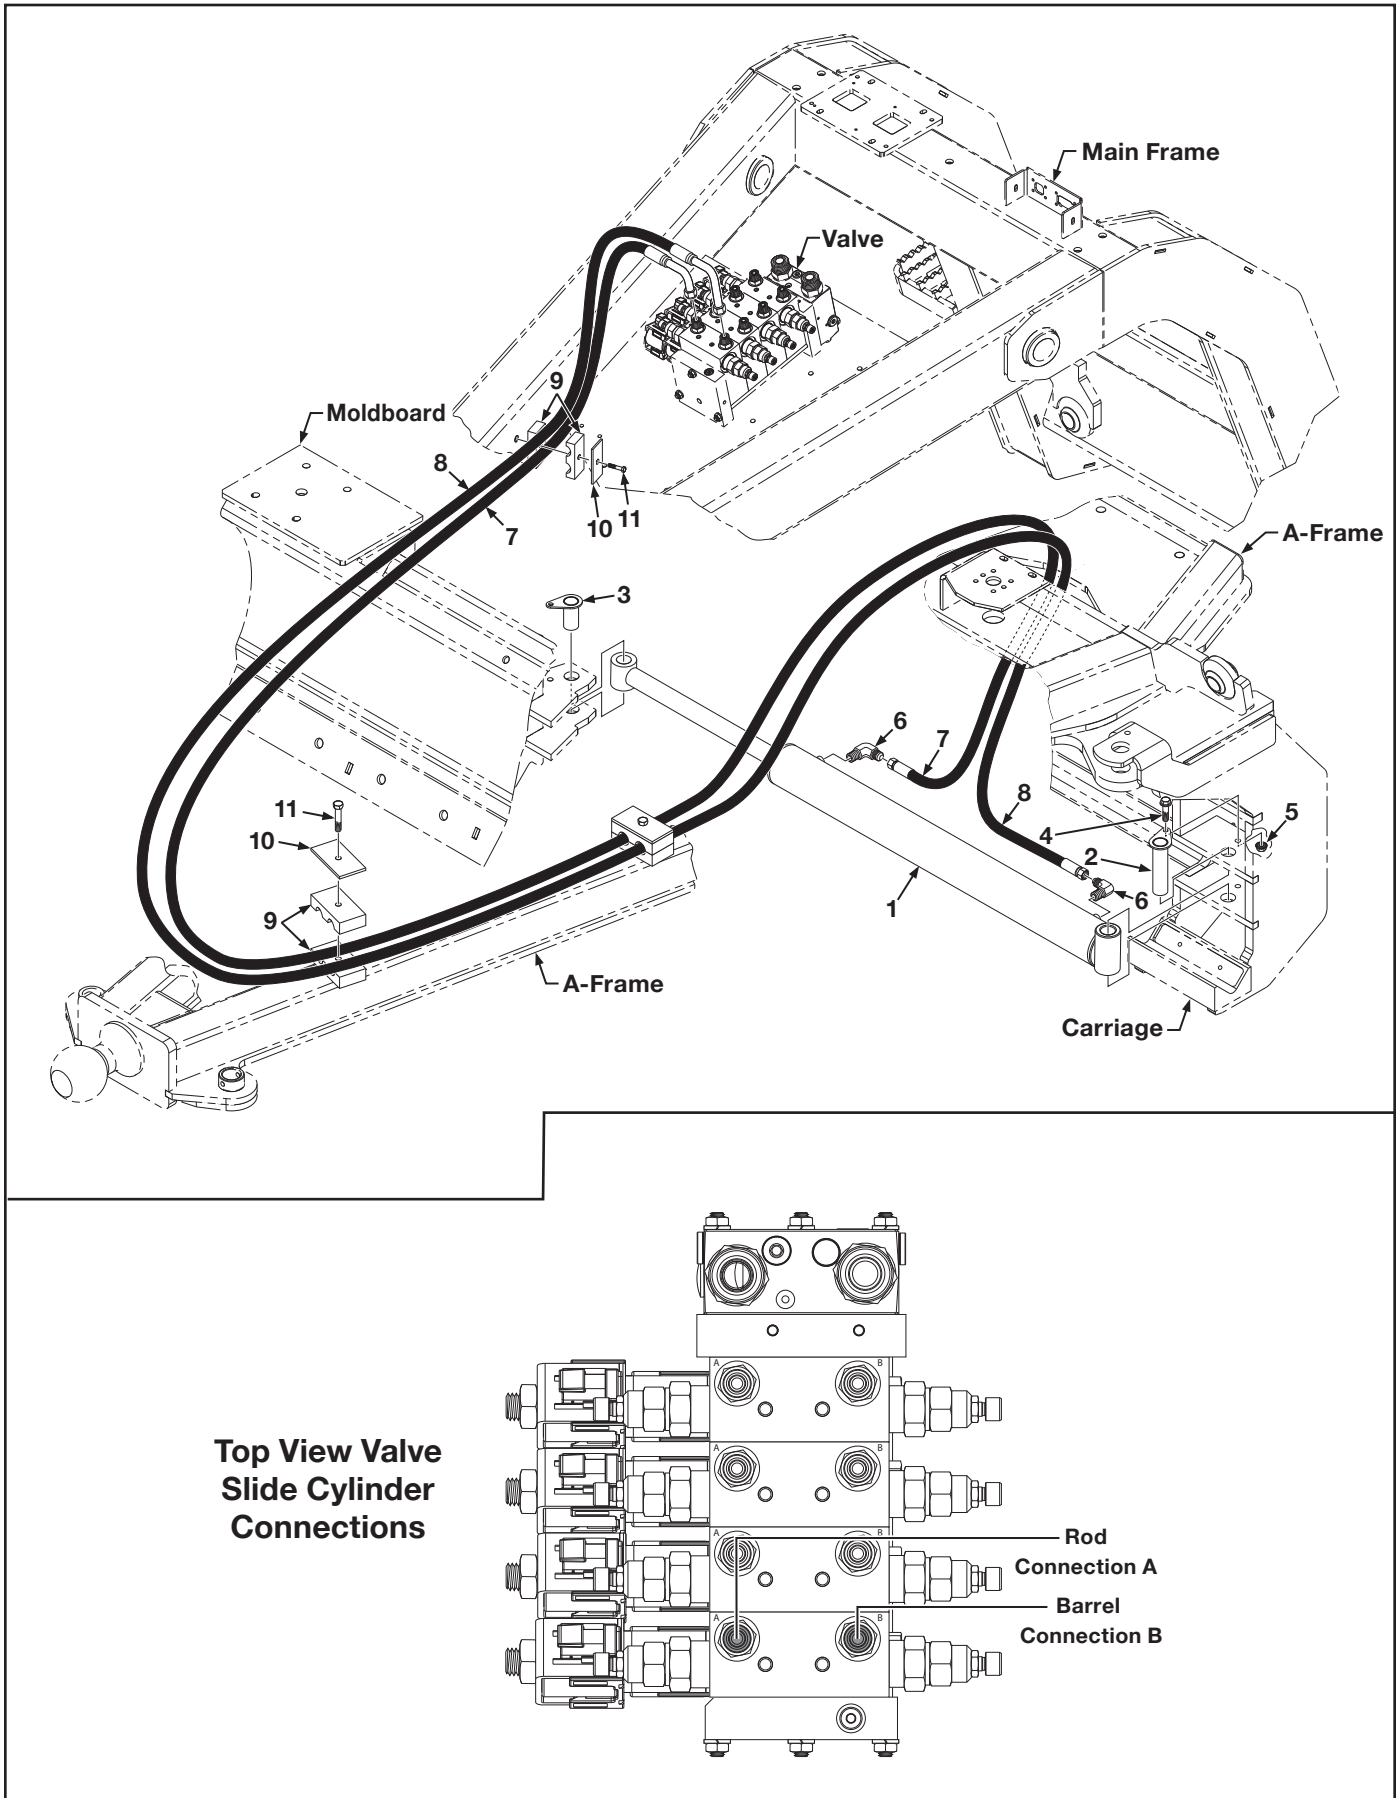 Main Frame
Valve
9
Moldboard
8
10
11
7
A-Frame
3
6
7
11
8
4
5
10
2
6
1
9
A-Frame
Carriage
A
B
A
B
Top View Valve
Slide Cylinder
Connections
A
B
Rod
Connection A
Barrel
Connection B
A
B